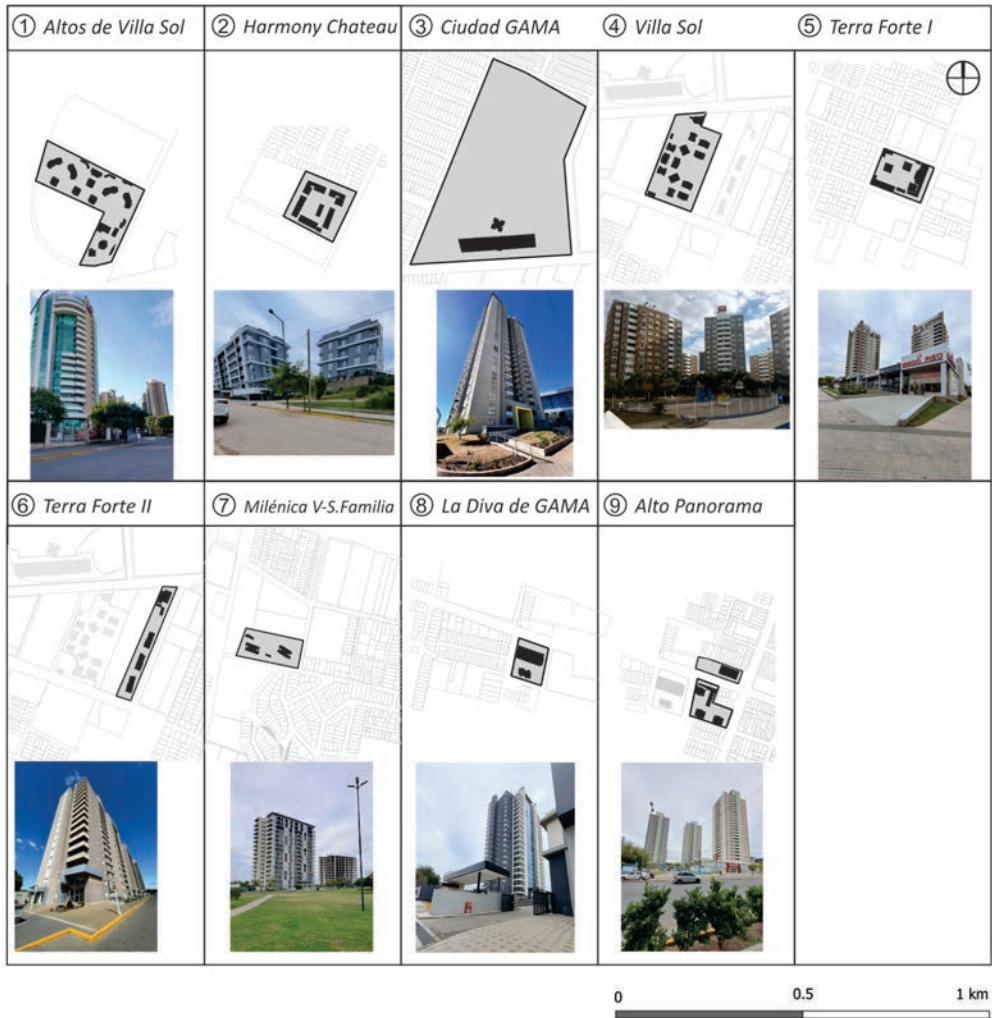 ① Altos de Villa Sol
② Harmony Chateau
③ Ciudad GAMA
④ Villa Sol
⑤ Terra Forte I
⑥ Terra Forte II
⑦ Milénica V-S.Familia
⑧ La Diva de GAMA
⑨ Alto Panorama
0 0.5 1 km